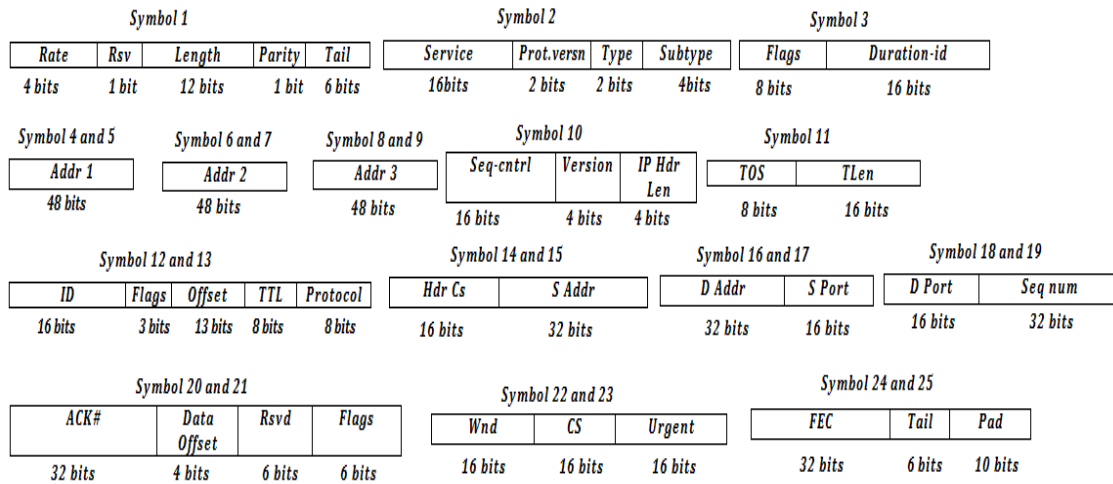 Symbol 1 Symbol 2 Symbol 3
Rate Rsv Length Parity Tail Service Prot.versn Type Subtype Flags Duration-id
4 bits 1 bit 12 bits 1 bit 6 bits 16bits 2 bits 2 bits 4bits 8 bits 16 bits
Symbol 4 and 5 Symbol 6 and 7 Symbol 8 and 9 Symbol 10 Symbol 11
Addr 1 Addr 2 Addr 3 Seq-cntrl Version IP Hdr
Len
TOS TLen
48 bits 48 bits 48 bits 16 bits 4 bits 4 bits 8 bits 16 bits
Symbol 12 and 13 Symbol 14 and 15 Symbol 16 and 17 Symbol 18 and 19
ID Flags Offset TTL Protocol Hdr Cs S Addr D Addr S Port D Port Seq num
16 bits 3 bits 13 bits 8 bits 8 bits 16 bits 32 bits 32 bits 16 bits 16 bits 32 bits
Symbol 20 and 21 Symbol 22 and 23 Symbol 24 and 25
ACK# Data
Offset
Rsvd Flags Wnd CS Urgent FEC Tail Pad
32 bits 4 bits 6 bits 6 bits 16 bits 16 bits 16 bits 32 bits 6 bits 10 bits